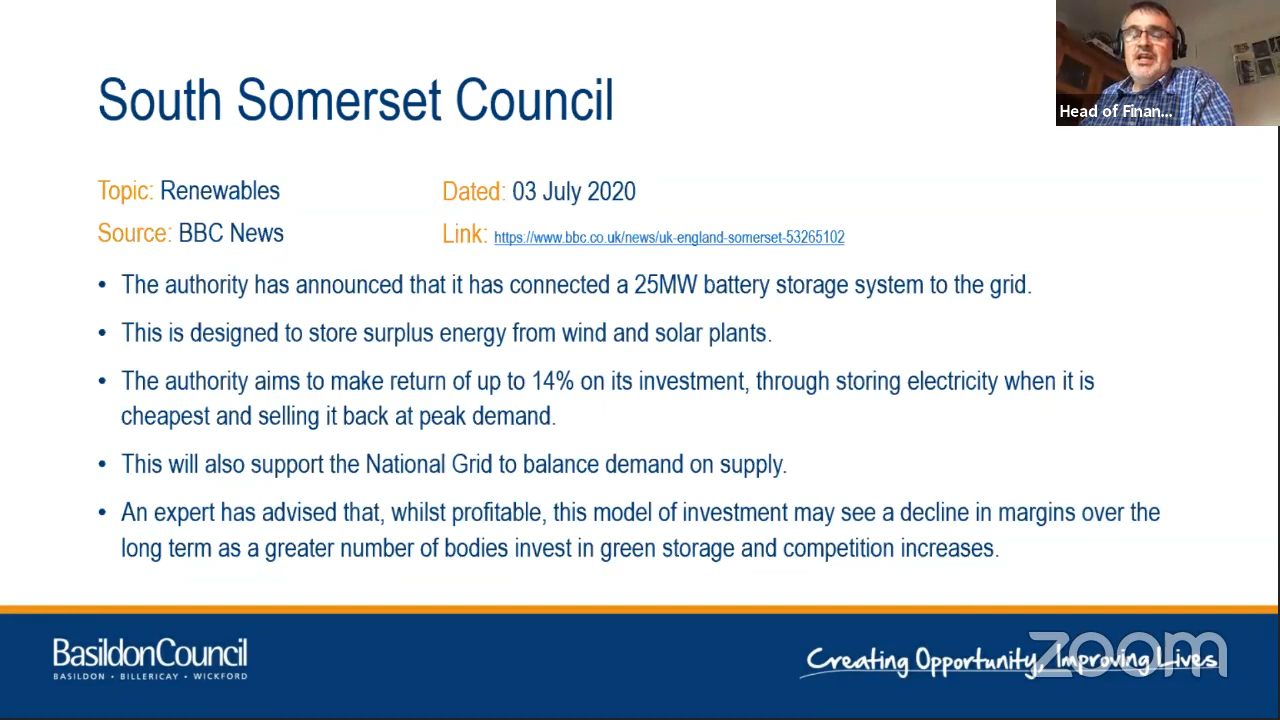 South Somerset Council
Head of Finan...
Topic: Renewables
Dated: 03 July 2020
Source: BBC News
Link: https://www.bbc.co.uk/news/uk-england-somerset-53265102
• The authority has announced that it has connected a 25MW battery storage system to the grid.
• This is designed to store surplus energy from wind and solar plants.
• The authority aims to make return of up to 14% on its investment, through storing electricity when it is
cheapest and selling it back at peak demand.
• This will also support the National Grid to balance demand on supply.
• An expert has advised that, whilst profitable, this model of investment may see a decline in margins over the
long term as a greater number of bodies invest in green storage and competition increases.
BasildonCouncil
BASILDON • BILLERICAY • WICKFORD
Creating Opportunity, Improving Lives
zoom